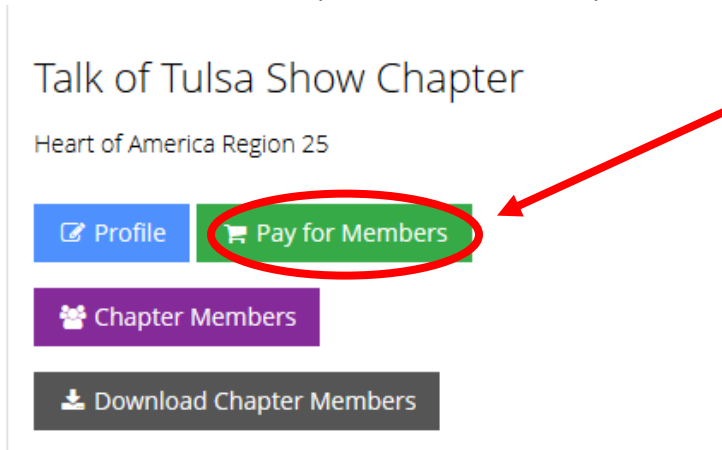 Talk of Tulsa Show Chapter
Heart of America Region 25
Profile
Pay for Members
Chapter Members
Download Chapter Members